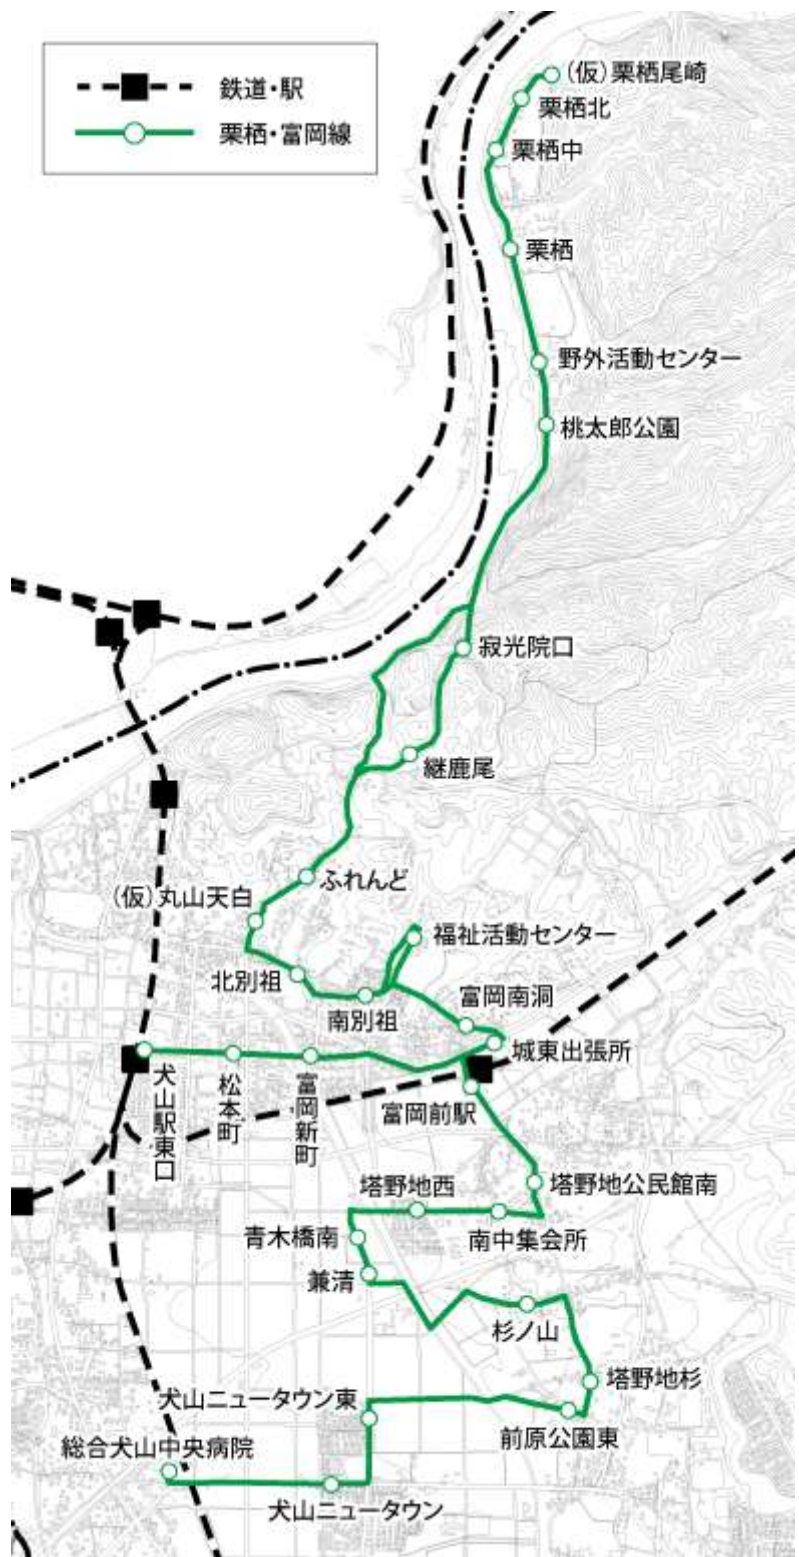 鉄道・駅
栗栖・富岡線
(仮)栗栖尾崎
栗栖北
栗栖中
栗栖
野外活動センター
桃太郎公園
寂光院口
継鹿尾
ふれんど
(仮)丸山天白
福祉活動センター
北別祖
南別祖
富岡南洞
城東出張所
犬山駅東口
松本町
富岡新町
富岡前駅
塔野地公民館南
塔野地西
南中集会所
青木橋南
兼清
杉ノ山
塔野地杉
犬山ニュータウン東
前原公園東
総合犬山中央病院
犬山ニュータウン